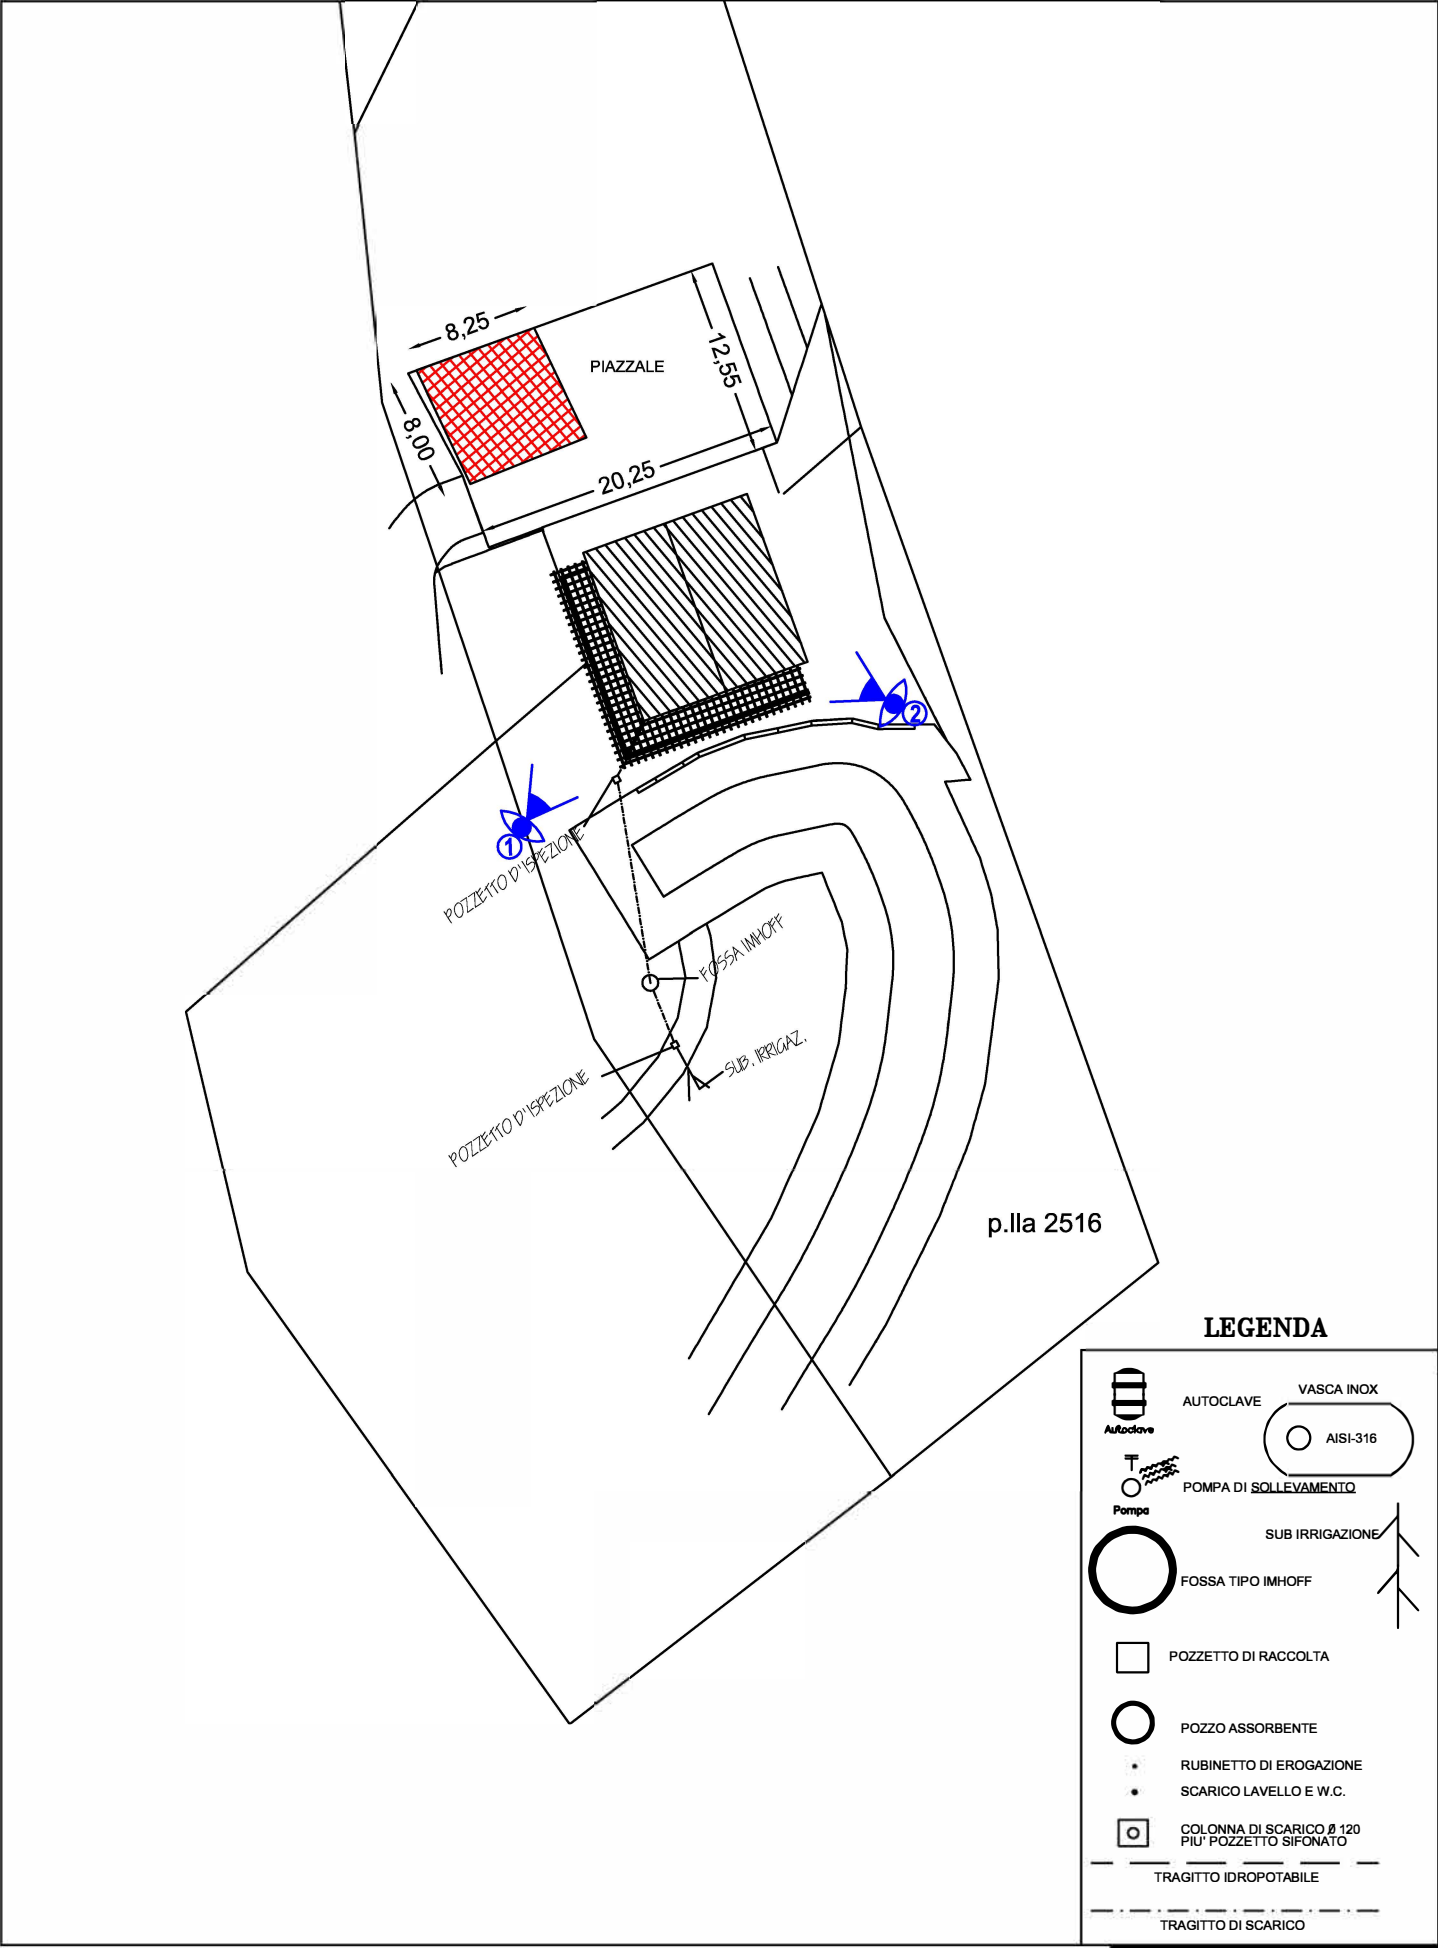 8,25
12,55
PIAZZALE
8,00
20,25
2
1
POZZETTO D'ISPEZIONE
FOSSA IMHOFF
SUB. IRRIGAZ.
POZZETTO D'ISPEZIONE
p.lla 2516
LEGENDA
AUTOCLAVE
VASCA INOX
Autoclave
AISI-316
POMPA DI SOLLEVAMENTO
Pompa
SUB IRRIGAZIONE
FOSSA TIPO IMHOFF
POZZETTO DI RACCOLTA
POZZO ASSORBENTE
RUBINETTO DI EROGAZIONE
SCARICO LAVELLO E W.C.
COLONNA DI SCARICO Ø 120
PIU' POZZETTO SIFONATO
TRAGITTO IDROPOTABILE
TRAGITTO DI SCARICO